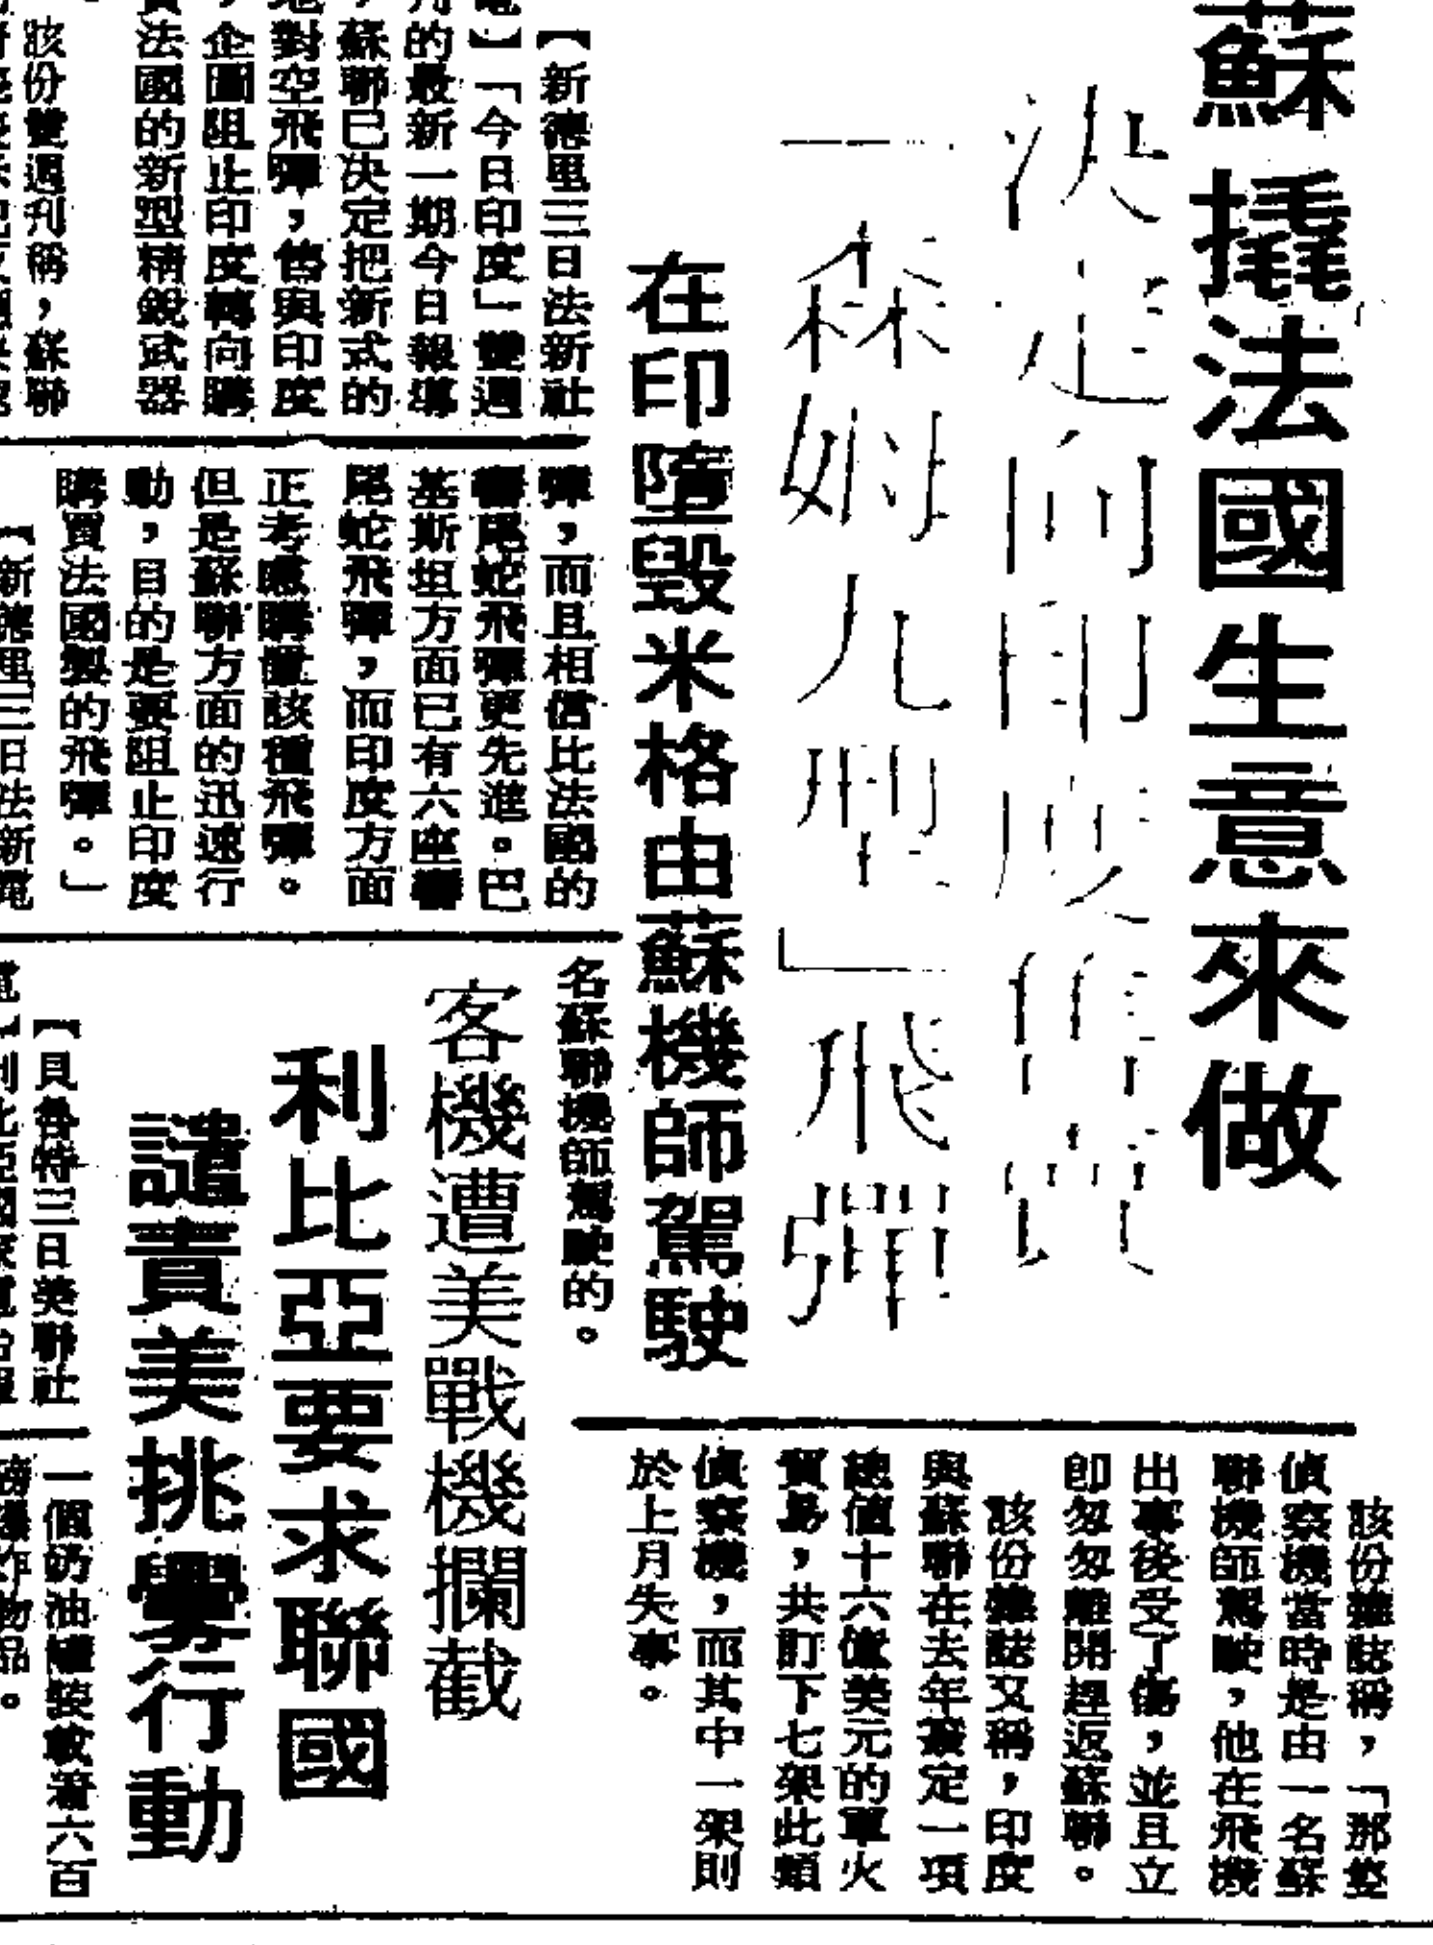 蘇撬法國生意來做
決定向印度售賣
「森姆九型」飛彈
在印墮毀米格由蘇機師駕駛
【新德里三日法新社
電】「今日印度」雙週
刊的最新一期今日報導
,蘇聯已決定把新式的
地對空飛彈,售與印度
,企圖阻止印度轉向購
買法國的新型精銳武器
該份雙週刊稱,蘇聯
彈,而且相信比法國的
響尾蛇飛彈更先進。巴
基斯坦方面已有六座響
尾蛇飛彈,而印度方面
正考慮購置該種飛彈。
但是蘇聯方面的迅速行
動,目的是要阻止印度
購買法國製的飛彈。」
【新德里三日法新電
該份雜誌稱,「那隻
偵察機當時是由一名蘇
聯機師駕駛,他在飛機
出事後受了傷,並且立
即匆匆離開趕返蘇聯。
該份雜誌又稱,印度
與蘇聯在去年簽定一項
總值十六億美元的軍火
貿易,共訂下七架此類
偵察機,而其中一架則
於上月失事。
名蘇聯機師駕駛的。
客機遭美戰機攔截
利比亞要求聯國
譴責美挑釁行動
【貝魯特三日美聯社
電】利比亞國家電台報
一個奶油罐裝載着六百
磅爆炸物品。